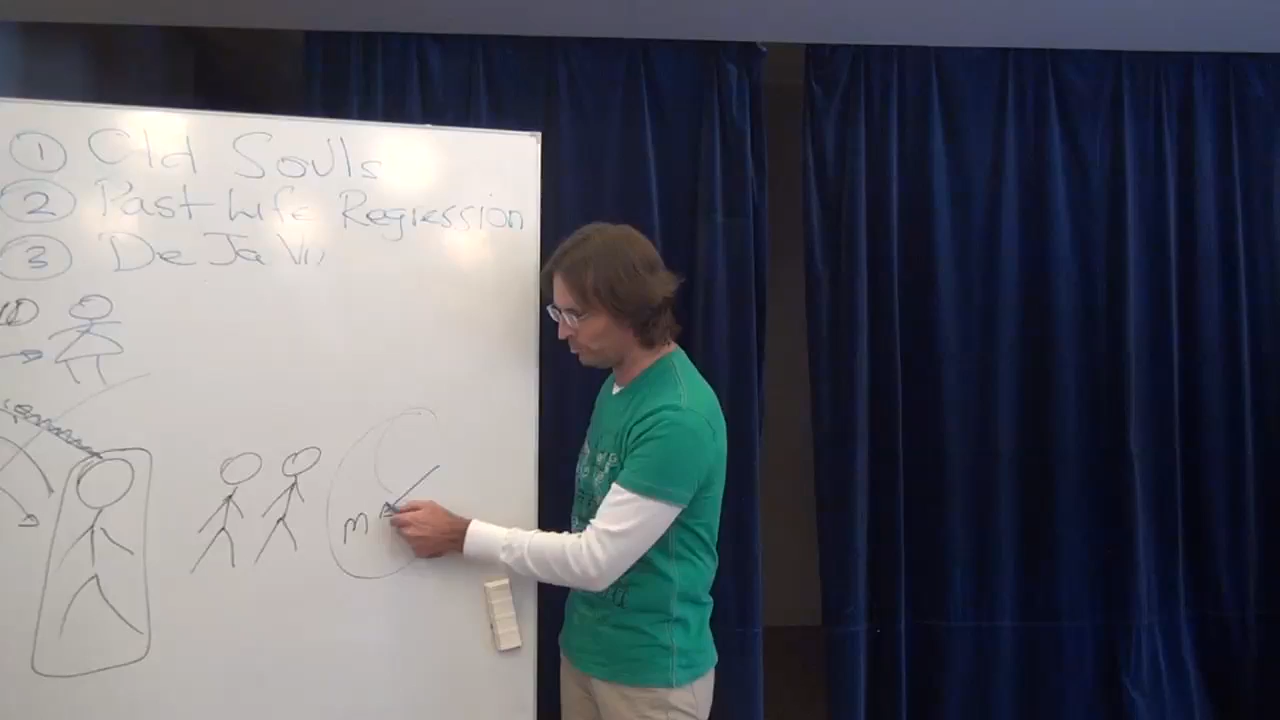 ① Old Souls
② Past Life Regression
③ De Ja Vu
m